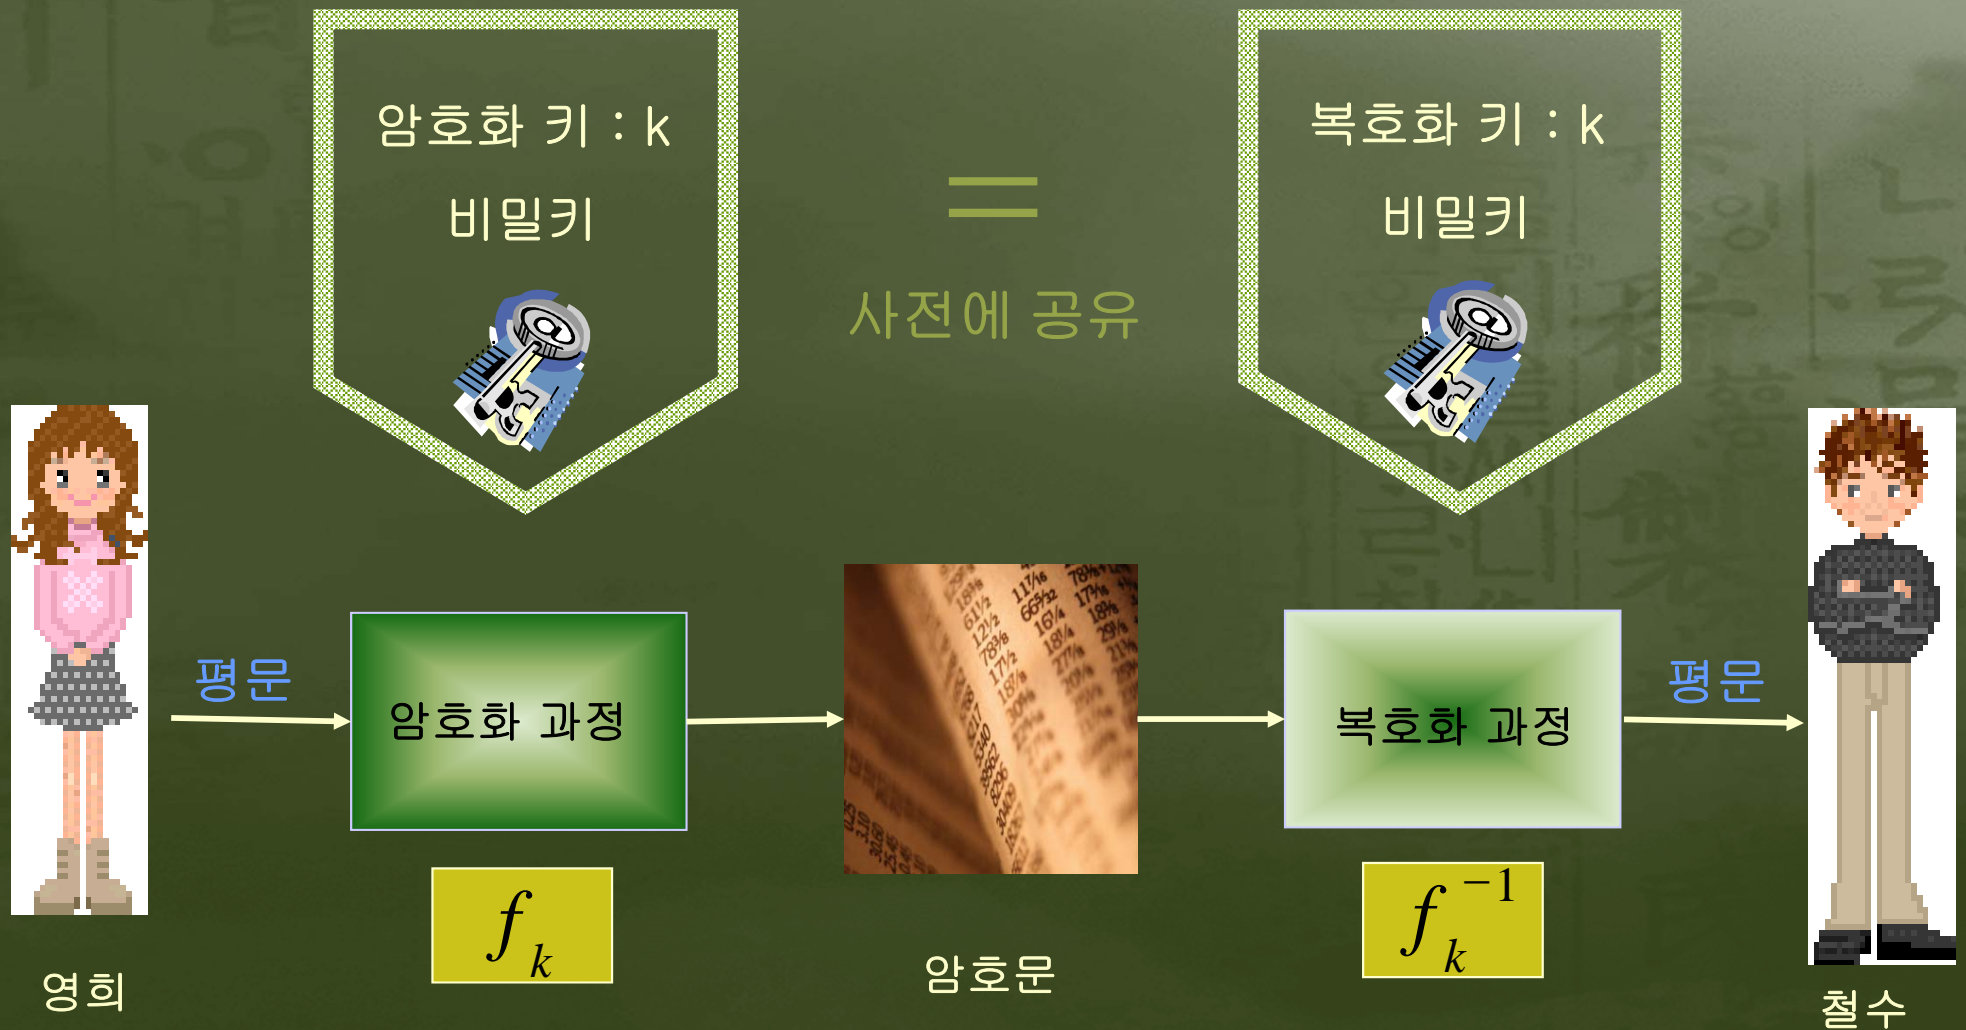 암호화 키 : k
비밀키
=
사전에 공유
복호화 키 : k
비밀키
평문
암호화 과정
복호화 과정
평문
f_k
f_k^{-1}
영희
암호문
철수